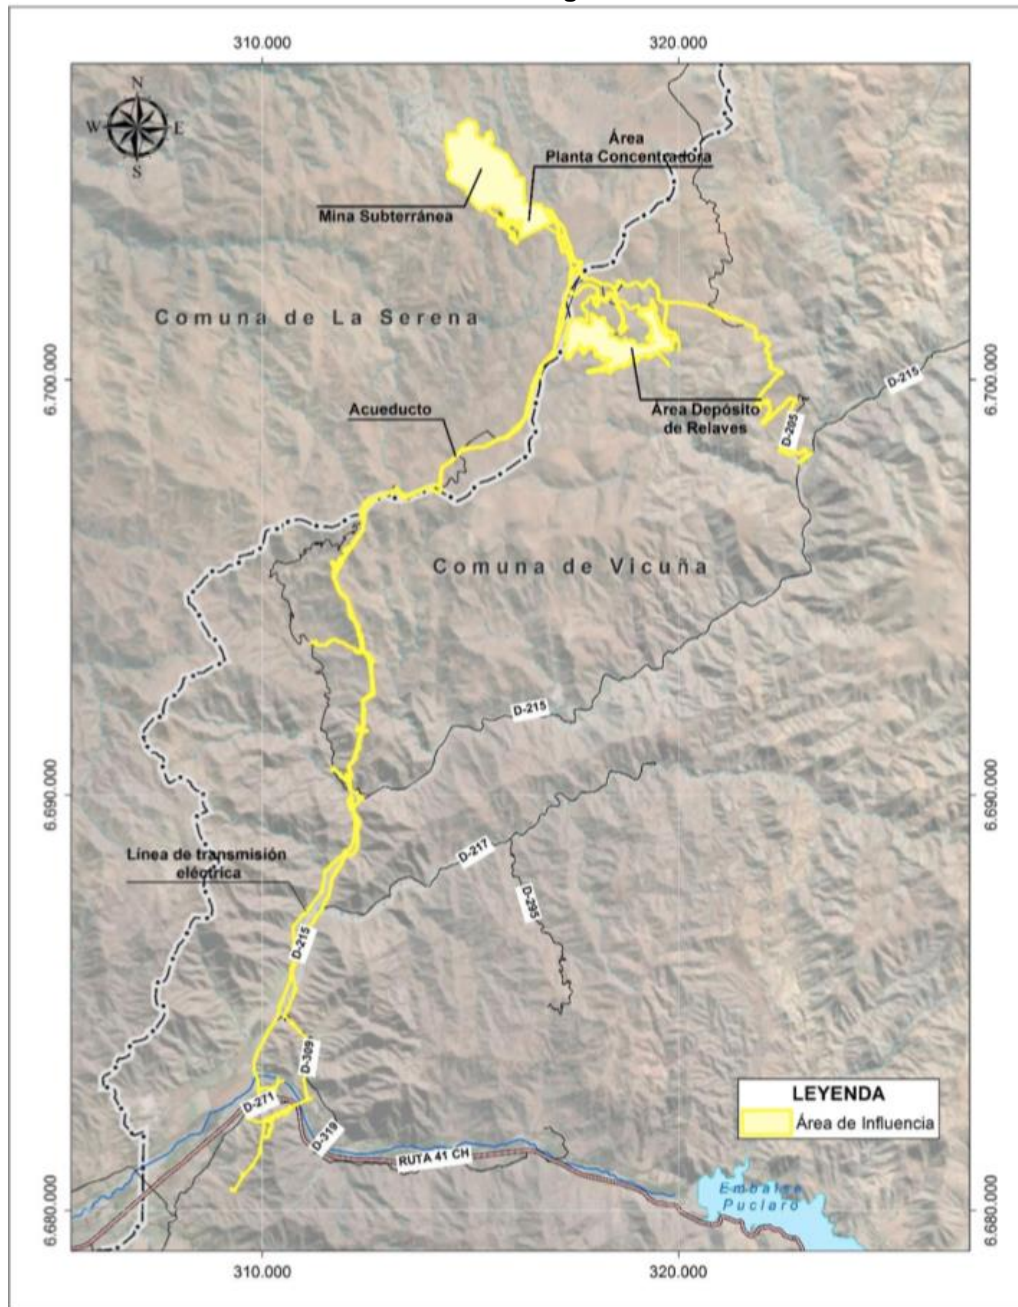 310.000
320.000
N
W
E
S
Área
Planta Concentradora
Mina Subterránea
Comuna de La Serena
6.700.000
6.700.000
D-215
Acueducto
Área Depósito
de Relaves
D-205
Comuna de Vicuña
D-215
6.690.000
6.690.000
Línea de transmisión
eléctrica
D-217
D-295
D-215
D-309
D-271
D-319
RUTA 41 CH
LEYENDA
Área de Influencia
Embalse
Puclaro
6.680.000
6.680.000
310.000
320.000